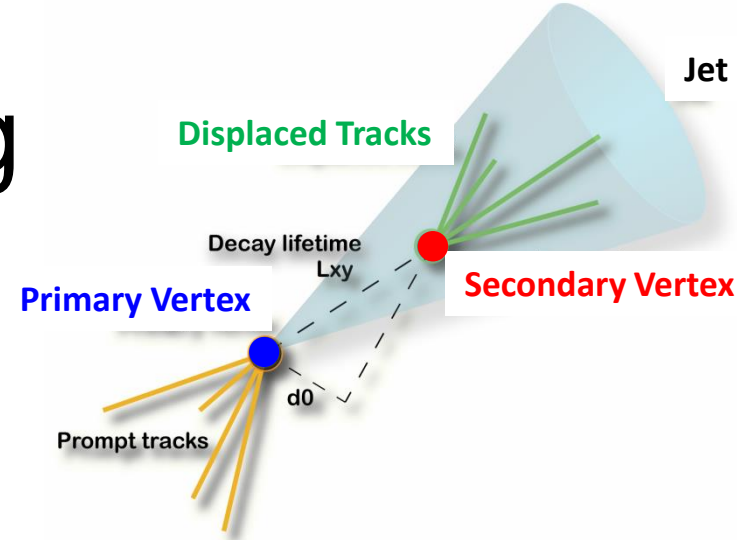 g
Jet
Displaced Tracks
Decay lifetime
Lxy
Secondary Vertex
Primary Vertex
d0
Prompt tracks